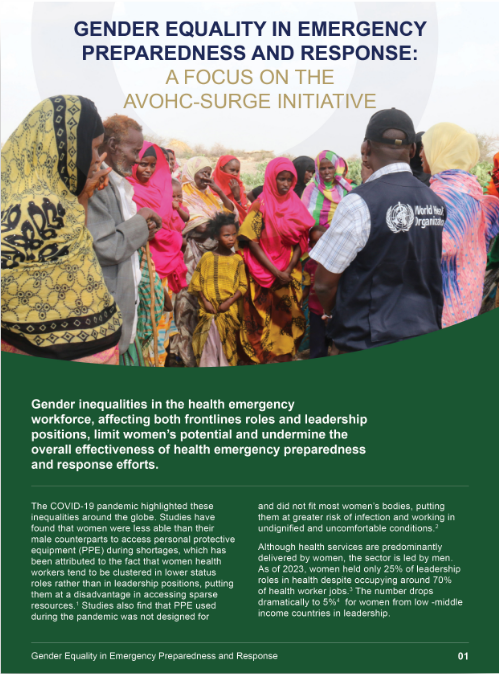 GENDER EQUALITY IN EMERGENCY
PREPAREDNESS AND RESPONSE:
A FOCUS ON THE
AVOHC-SURGE INITIATIVE
World Health
Organization
Gender inequalities in the health emergency
workforce, affecting both frontlines roles and leadership
positions, limit women's potential and undermine the
overall effectiveness of health emergency preparedness
and response efforts.
The COVID-19 pandemic highlighted these
inequalities around the globe. Studies have
found that women were less able than their
male counterparts to access personal protective
equipment (PPE) during shortages, which has
been attributed to the fact that women health
workers tend to be clustered in lower status
roles rather than in leadership positions, putting
them at a disadvantage in accessing sparse
resources.¹ Studies also find that PPE used
during the pandemic was not designed for
and did not fit most women's bodies, putting
them at greater risk of infection and working in
undignified and uncomfortable conditions.²
Although health services are predominantly
delivered by women, the sector is led by men.
As of 2023, women held only 25% of leadership
roles in health despite occupying around 70%
of health worker jobs.³ The number drops
dramatically to 5%⁴ for women from low -middle
income countries in leadership.
Gender Equality in Emergency Preparedness and Response
01